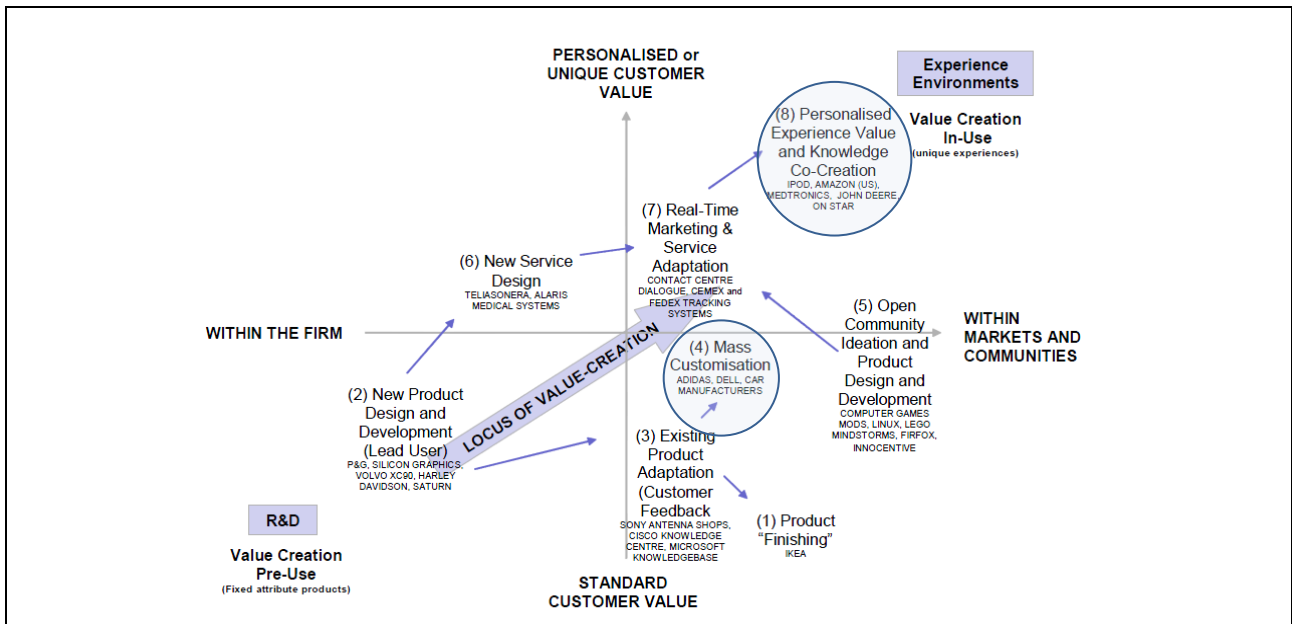 PERSONALISED or
UNIQUE CUSTOMER
VALUE
Experience
Environments
Value Creation
In-Use
(unique experiences)
(8) Personalised
Experience Value
and Knowledge
Co-Creation
IPOD, AMAZON (US),
MEDTRONICS, JOHN DEERE,
ON STAR
(7) Real-Time
Marketing &
Service
Adaptation
CONTACT CENTRE
DIALOGUE, CEMEX and
FEDEX TRACKING
SYSTEMS
(6) New Service
Design
TELIASONERA, ALARIS
MEDICAL SYSTEMS
(5) Open
Community
Ideation and
Product
Design and
Development
COMPUTER GAMES
MODS, LINUX, LEGO
MINDSTORMS, FIRFOX,
INNOCENTIVE
WITHIN THE FIRM
WITHIN
MARKETS AND
COMMUNITIES
LOCUS OF VALUE-CREATION
(4) Mass
Customisation
ADIDAS, DELL, CAR
MANUFACTURERS
(2) New Product
Design and
Development
(Lead User)
P&G, SILICON GRAPHICS,
VOLVO XC90, HARLEY
DAVIDSON, SATURN
(3) Existing
Product
Adaptation
(Customer
Feedback
SONY ANTENNA SHOPS,
CISCO KNOWLEDGE
CENTRE, MICROSOFT
KNOWLEDGEBASE
(1) Product
“Finishing”
IKEA
R&D
Value Creation
Pre-Use
(Fixed attribute products)
STANDARD
CUSTOMER VALUE